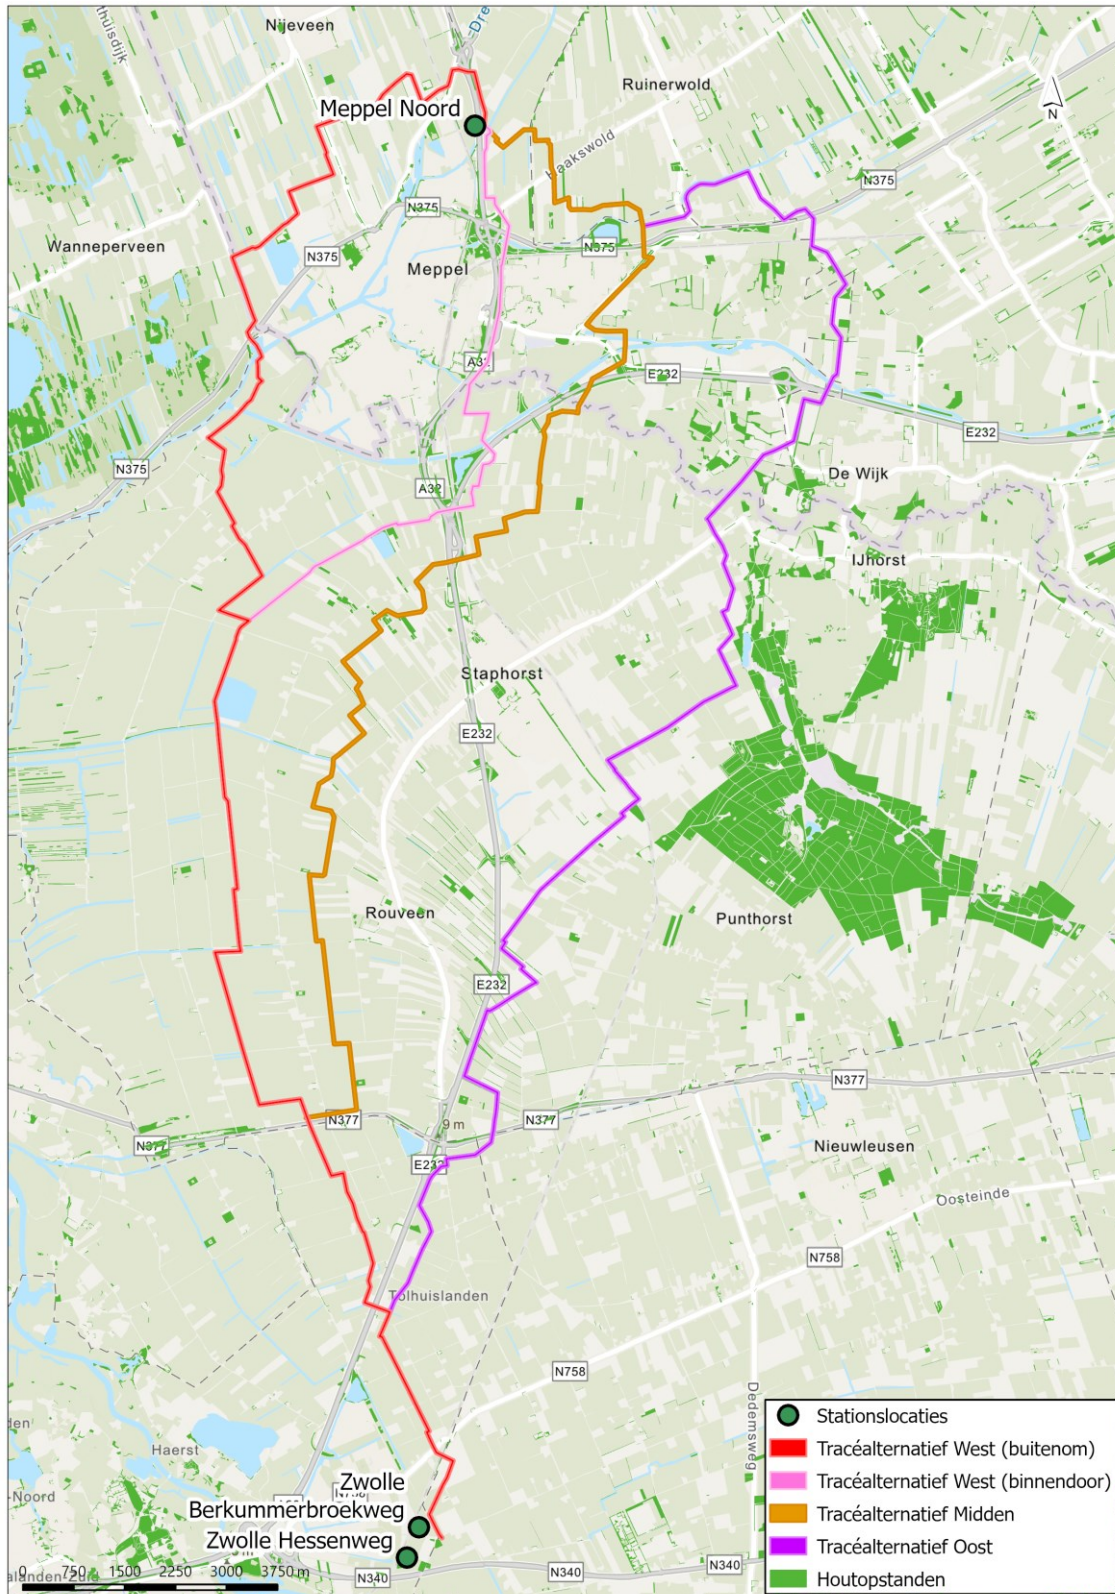 Nijeveen
thuisdijk
Dre
Meppel Noord
Ruinerwold
N
Haakswold
N375
N375
Wanneperveen
N375
N375
Meppel
A32
E232
E232
N375
De Wijk
A32
IJhorst
Staphorst
E232
Rouveen
Punthorst
E232
N377
N377
N377
N377
9 m
Nieuwleusen
E232
Oosteinde
N758
Tolhuislanden
N758
Dedemsweg
Haerst
-Noord
Zwolle
Berkummerbroekweg
Zwolle Hessenweg
N340
N340
0 750 1500 2250 3000 3750 m
Stationslocaties
Tracéalternatief West (buitenom)
Tracéalternatief West (binnendoor)
Tracéalternatief Midden
Tracéalternatief Oost
Houtopstanden